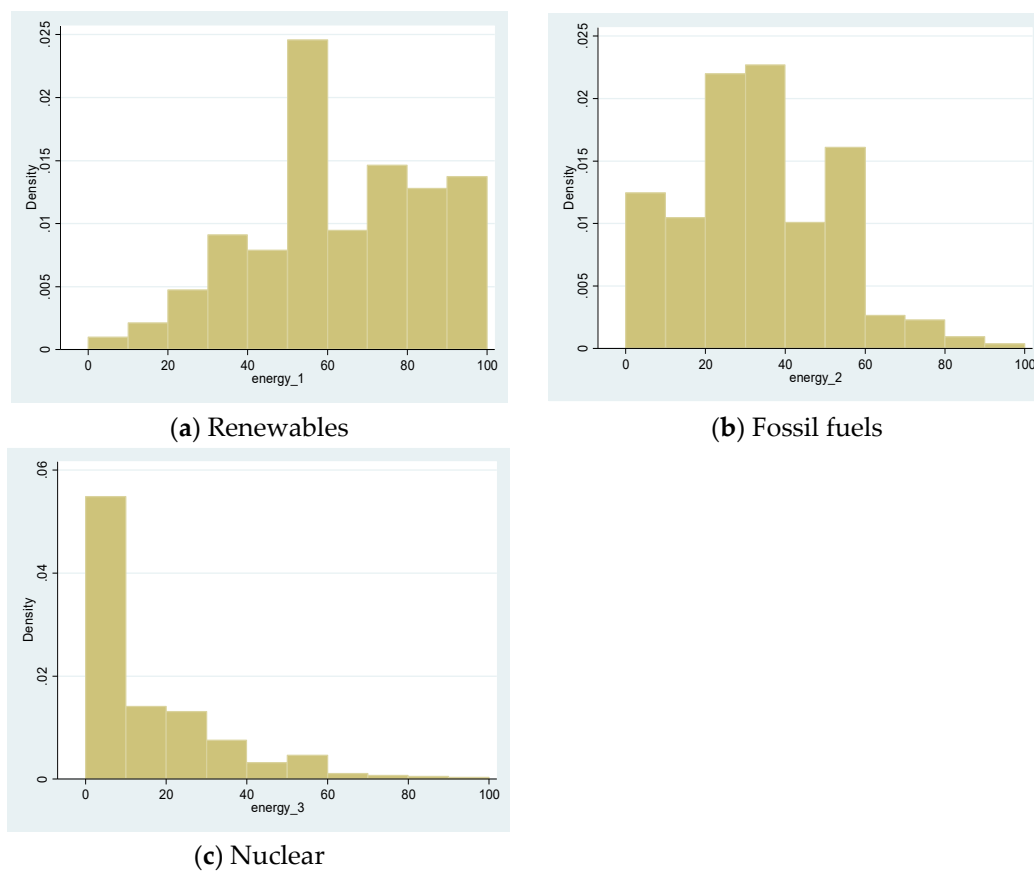 Density
0 .005 .01 .015 .02 .025
0 20 40 60 80 100
energy_1
(a) Renewables
Density
0 .005 .01 .015 .02 .025
0 20 40 60 80 100
energy_2
(b) Fossil fuels
Density
0 .02 .04 .06
0 20 40 60 80 100
energy_3
(c) Nuclear